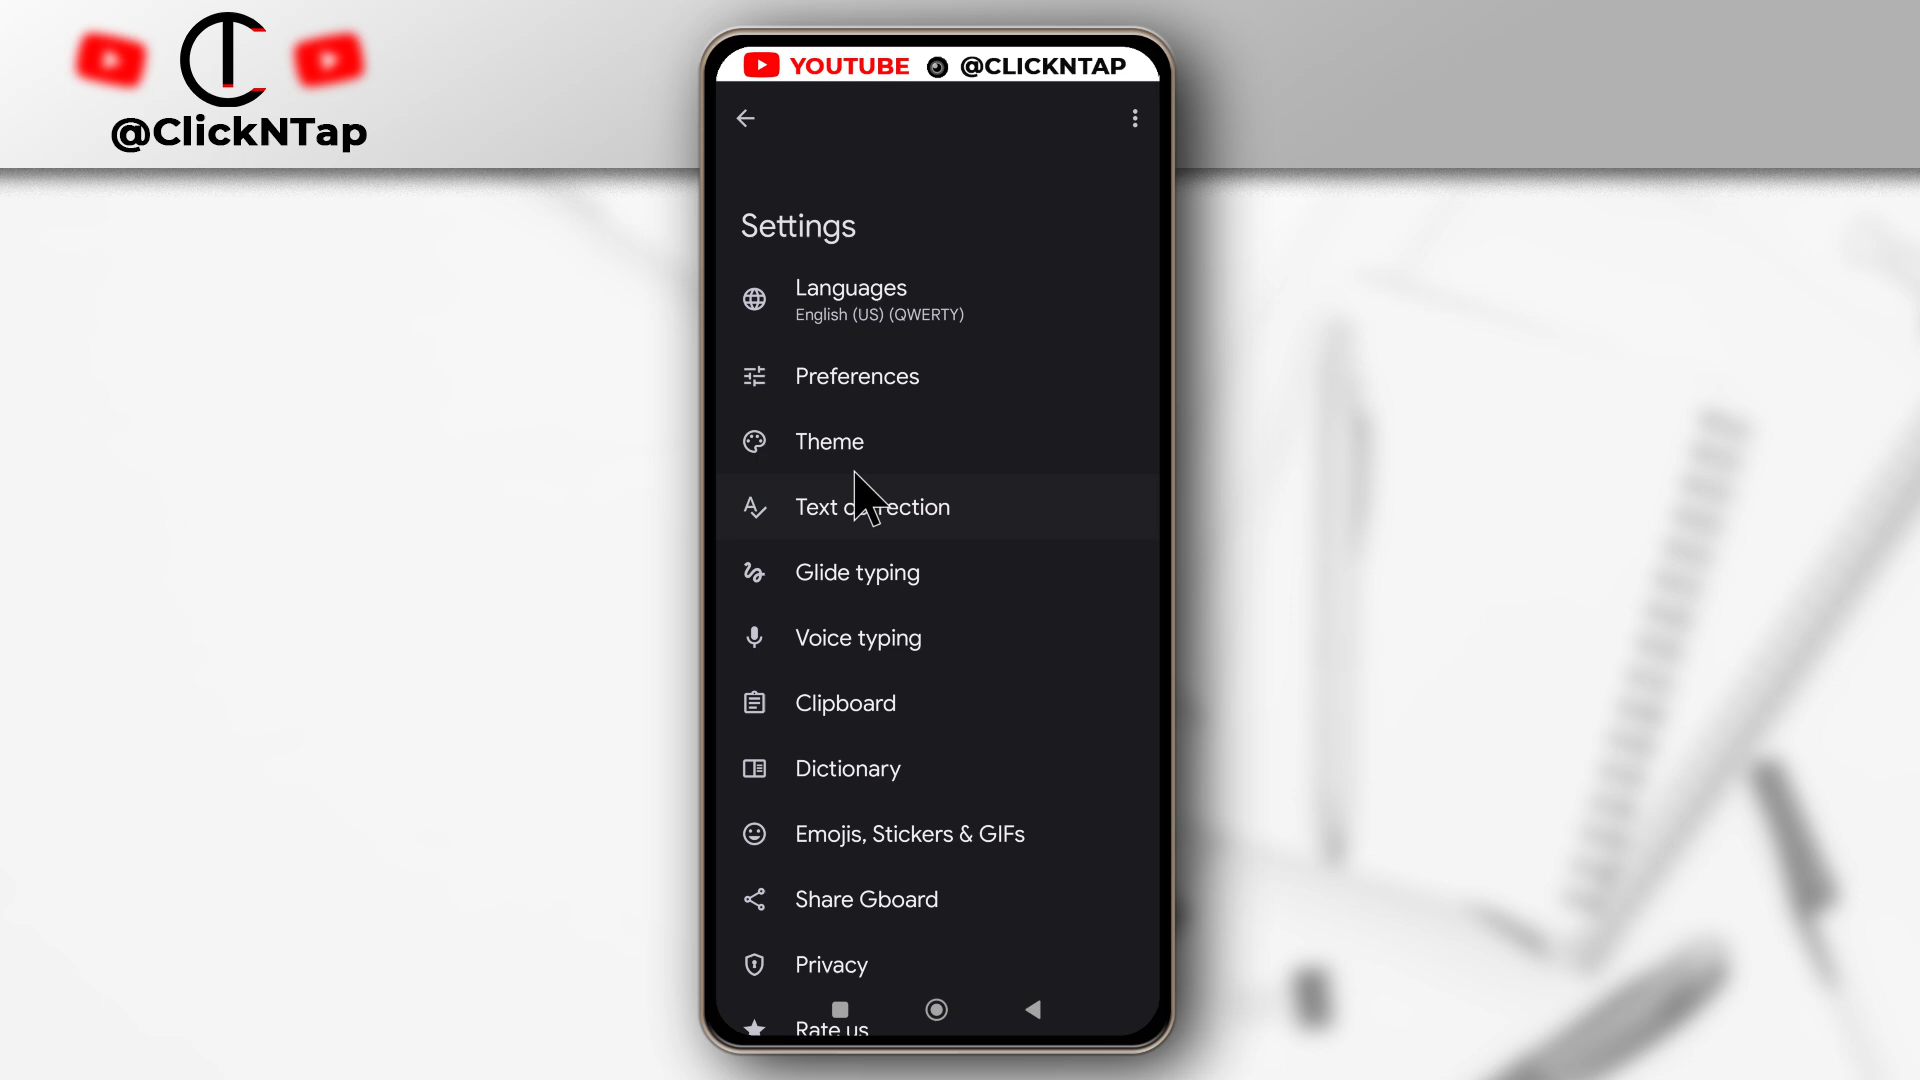 @ClickNTap
YOUTUBE @CLICKNTAP
Settings
Languages
English (US) (QWERTY)
Preferences
Theme
Text correction
Glide typing
Voice typing
Clipboard
Dictionary
Emojis, Stickers & GIFs
Share Gboard
Privacy
Rate us